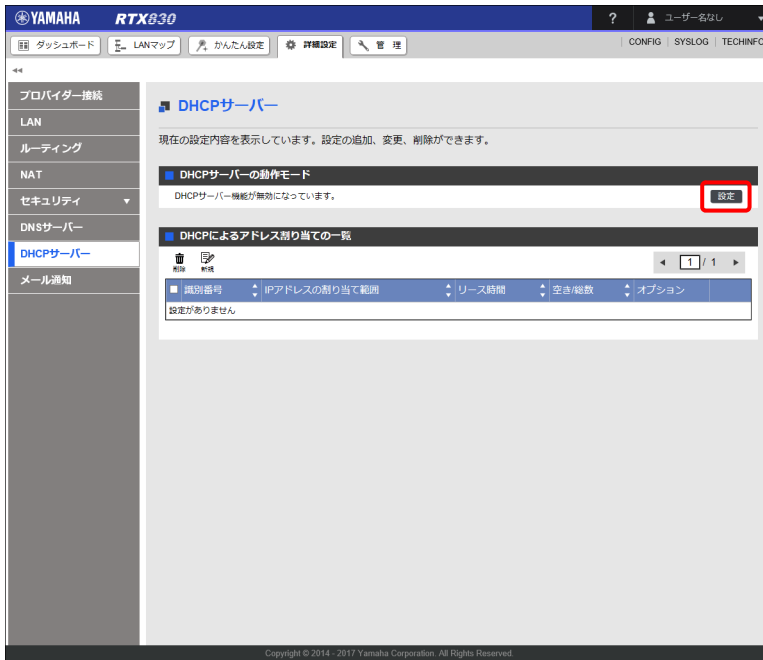 YAMAHA RTX830 ? ユーザー名なし
ダッシュボード LANマップ かんたん設定 詳細設定 管 理 CONFIG SYSLOG TECHINFO
プロバイダー接続
LAN
ルーティング
NAT
セキュリティ
DNSサーバー
DHCPサーバー
メール通知
DHCPサーバー
現在の設定内容を表示しています。設定の追加、変更、削除ができます。
DHCPサーバーの動作モード
DHCPサーバー機能が無効になっています。 設定
DHCPによるアドレス割り当ての一覧
削除 新規 1 / 1
識別番号 IPアドレスの割り当て範囲 リース時間 空き/総数 オプション
設定がありません
Copyright © 2014 - 2017 Yamaha Corporation. All Rights Reserved.